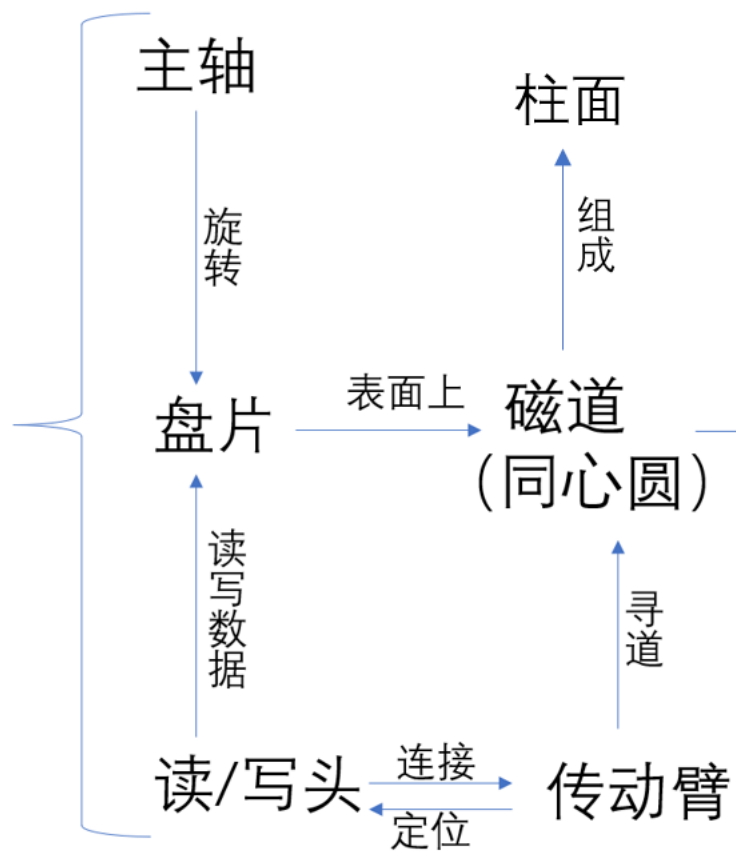 主轴
柱面
旋转
组成
表面上
盘片
磁道
（同心圆）
读写数据
寻道
读/写头
连接
传动臂
定位